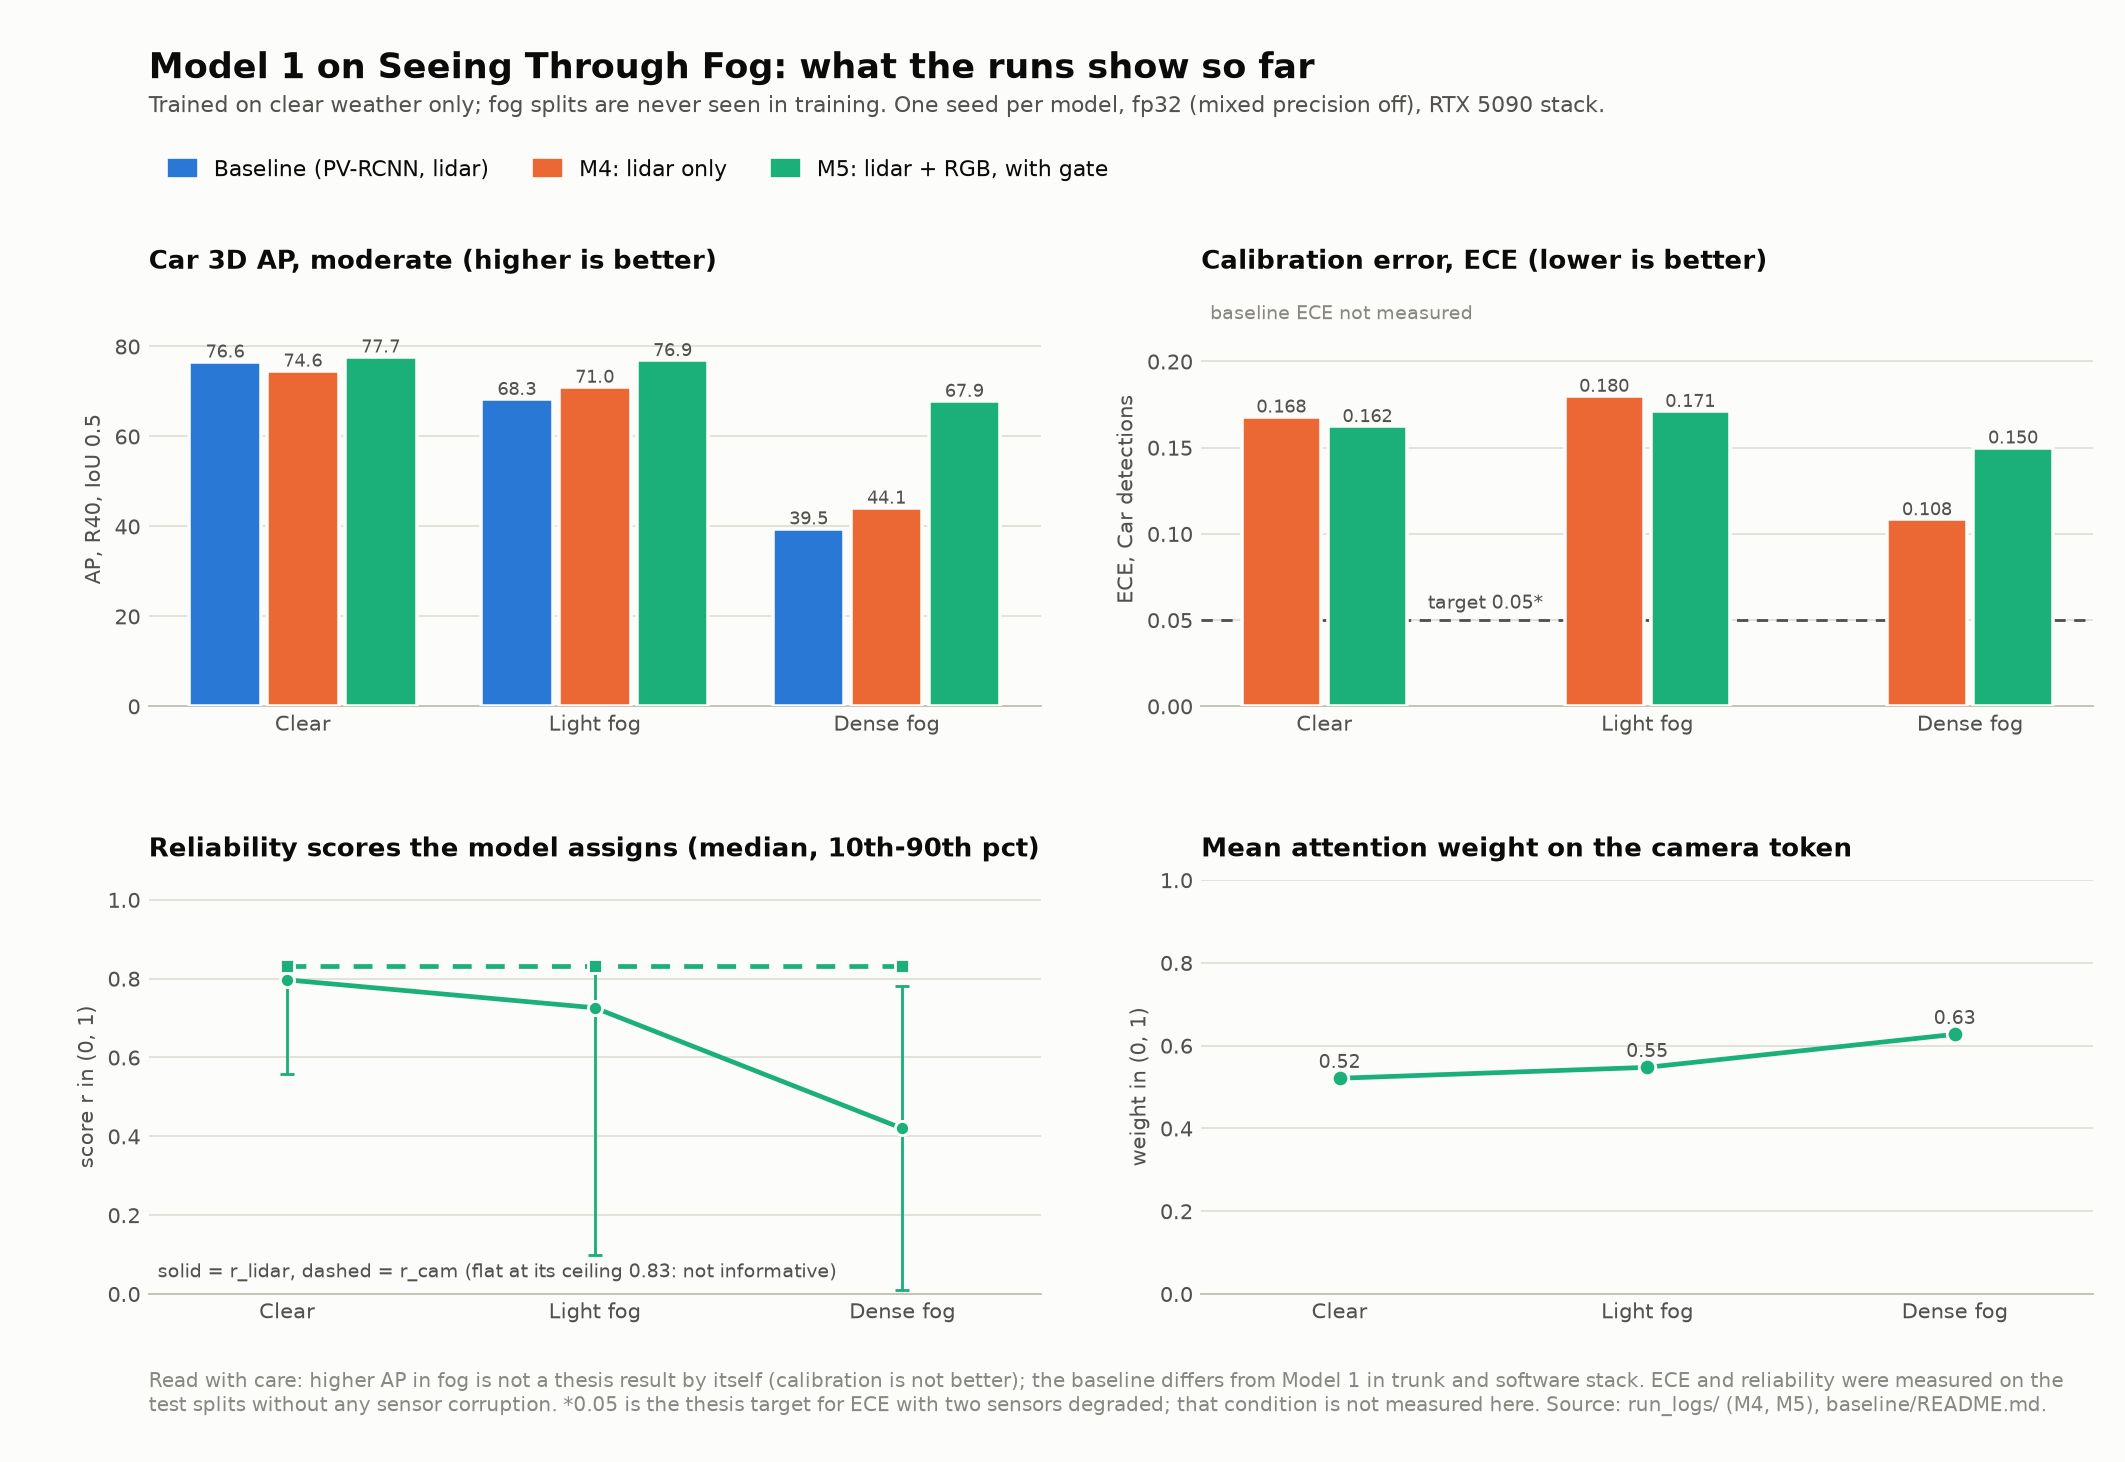 Model 1 on Seeing Through Fog: what the runs show so far
Trained on clear weather only; fog splits are never seen in training. One seed per model, fp32 (mixed precision off), RTX 5090 stack.
Baseline (PV-RCNN, lidar)
M4: lidar only
M5: lidar + RGB, with gate
Car 3D AP, moderate (higher is better)
AP, R40, IoU 0.5
80
60
40
20
0
76.6
74.6
77.7
68.3
71.0
76.9
39.5
44.1
67.9
Clear
Light fog
Dense fog
Calibration error, ECE (lower is better)
baseline ECE not measured
ECE, Car detections
0.20
0.15
0.10
0.05
0.00
0.168
0.162
0.180
0.171
0.108
0.150
target 0.05*
Clear
Light fog
Dense fog
Reliability scores the model assigns (median, 10th-90th pct)
score r in (0, 1)
1.0
0.8
0.6
0.4
0.2
0.0
solid = r_lidar, dashed = r_cam (flat at its ceiling 0.83: not informative)
Clear
Light fog
Dense fog
Mean attention weight on the camera token
weight in (0, 1)
1.0
0.8
0.6
0.4
0.2
0.0
0.52
0.55
0.63
Clear
Light fog
Dense fog
Read with care: higher AP in fog is not a thesis result by itself (calibration is not better); the baseline differs from Model 1 in trunk and software stack. ECE and reliability were measured on the
test splits without any sensor corruption. *0.05 is the thesis target for ECE with two sensors degraded; that condition is not measured here. Source: run_logs/ (M4, M5), baseline/README.md.